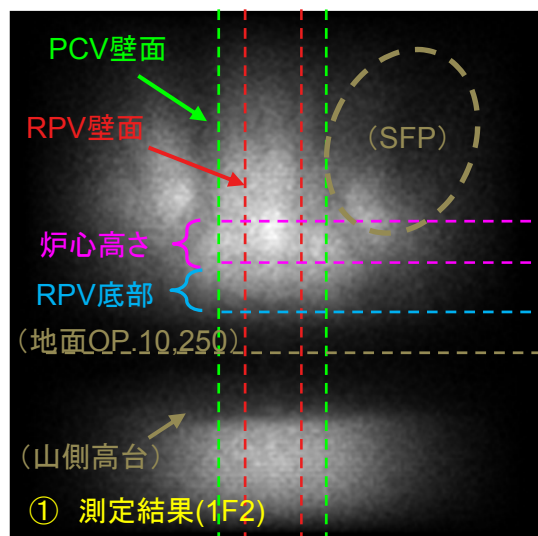 PCV壁面
RPV壁面
（SFP）
炉心高さ
RPV底部
（地面OP.10,250）
（山側高台）
① 測定結果(1F2)